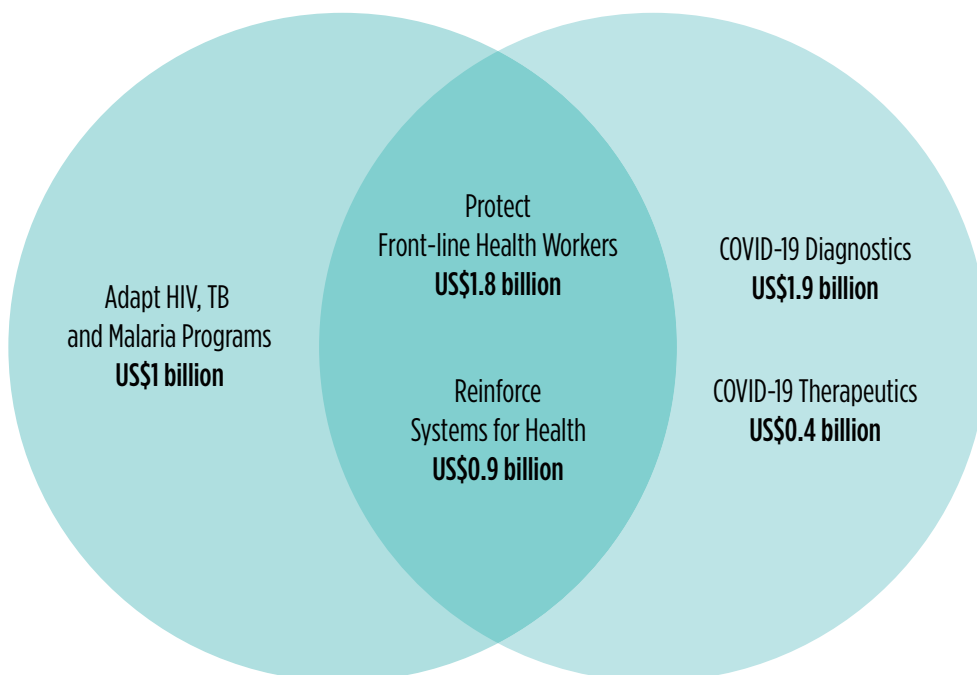 Adapt HIV, TB
and Malaria Programs
US$1 billion
Protect
Front-line Health Workers
US$1.8 billion
Reinforce
Systems for Health
US$0.9 billion
COVID-19 Diagnostics
US$1.9 billion
COVID-19 Therapeutics
US$0.4 billion